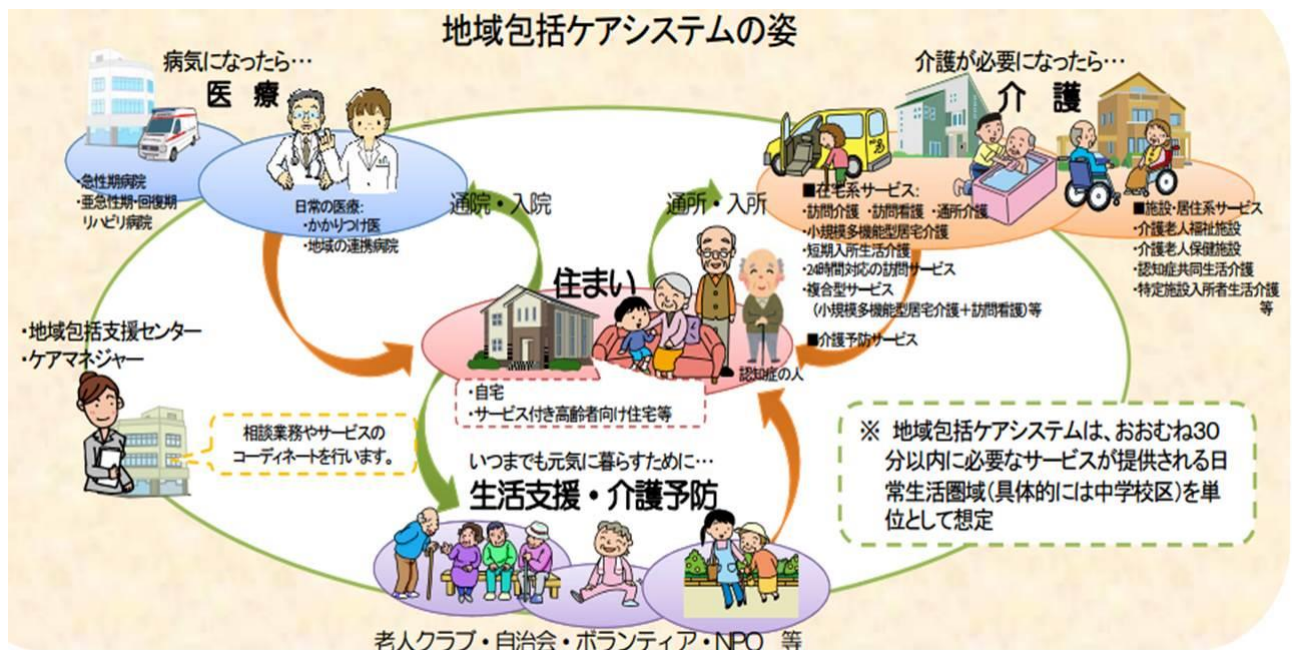 地域包括ケアシステムの姿
病気になったら…
医 療
・急性期病院
・亜急性期・回復期
リハビリ病院
日常の医療:
・かかりつけ医
・地域の連携病院
通院・入院
通所・入所
介護が必要になったら…
介 護
■在宅系サービス:
・訪問介護 ・訪問看護 ・通所介護
・小規模多機能型居宅介護
・短期入所生活介護
・24時間対応の訪問サービス
・複合型サービス
(小規模多機能型居宅介護+訪問看護)等
■介護予防サービス
■施設・居住系サービス
・介護老人福祉施設
・介護老人保健施設
・認知症共同生活介護
・特定施設入所者生活介護
等
住まい
認知症の人
・自宅
・サービス付き高齢者向け住宅等
・地域包括支援センター
・ケアマネジャー
相談業務やサービスの
コーディネートを行います。
いつまでも元気に暮らすために…
生活支援・介護予防
老人クラブ・自治会・ボランティア・NPO 等
※ 地域包括ケアシステムは、おおむね30
分以内に必要なサービスが提供される日
常生活圏域(具体的には中学校区)を単
位として想定